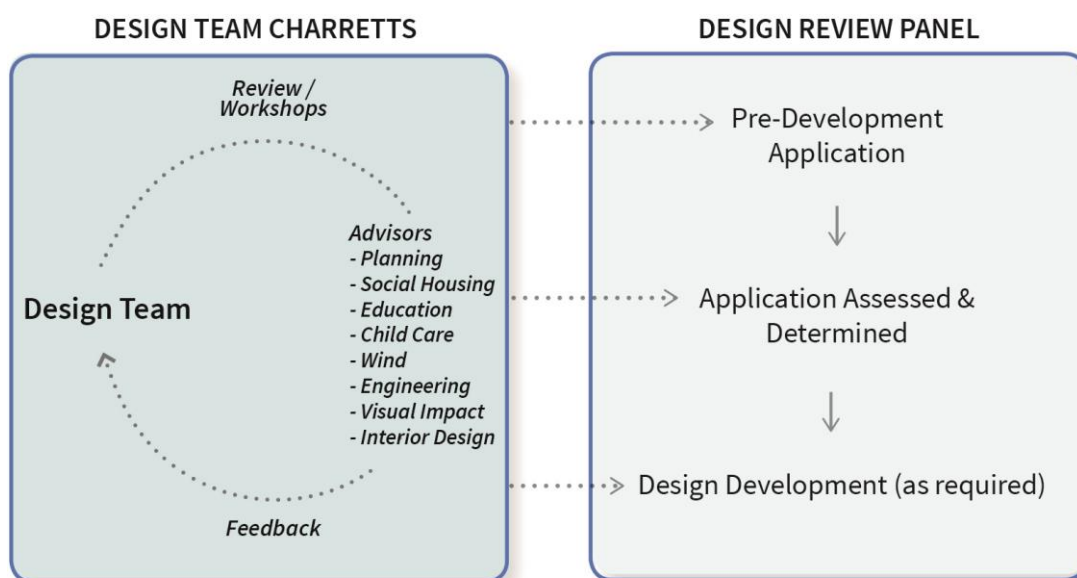 DESIGN TEAM CHARRETTS
Review /
Workshops
Design Team
Advisors
- Planning
- Social Housing
- Education
- Child Care
- Wind
- Engineering
- Visual Impact
- Interior Design
Feedback
DESIGN REVIEW PANEL
Pre-Development
Application
Application Assessed &
Determined
Design Development (as required)